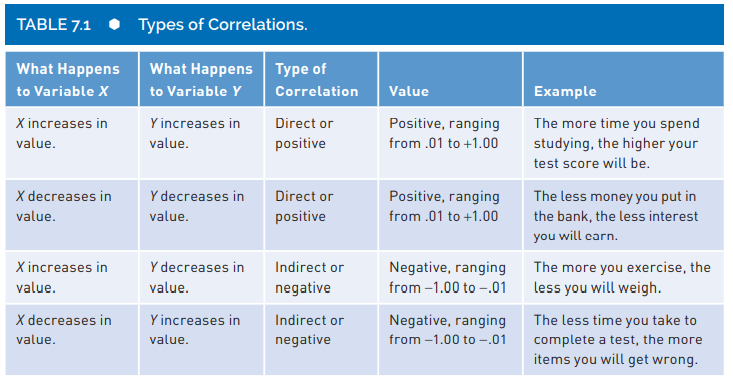 TABLE 7.1 ● Types of Correlations.
What Happens
to Variable X
What Happens
to Variable Y
Type of
Correlation
Value
Example
X increases in
value.
Y increases in
value.
Direct or
positive
Positive, ranging
from .01 to +1.00
The more time you spend
studying, the higher your
test score will be.
X decreases in
value.
Y decreases in
value.
Direct or
positive
Positive, ranging
from .01 to +1.00
The less money you put in
the bank, the less interest
you will earn.
X increases in
value.
Y decreases in
value.
Indirect or
negative
Negative, ranging
from −1.00 to −.01
The more you exercise, the
less you will weigh.
X decreases in
value.
Y increases in
value.
Indirect or
negative
Negative, ranging
from −1.00 to −.01
The less time you take to
complete a test, the more
items you will get wrong.